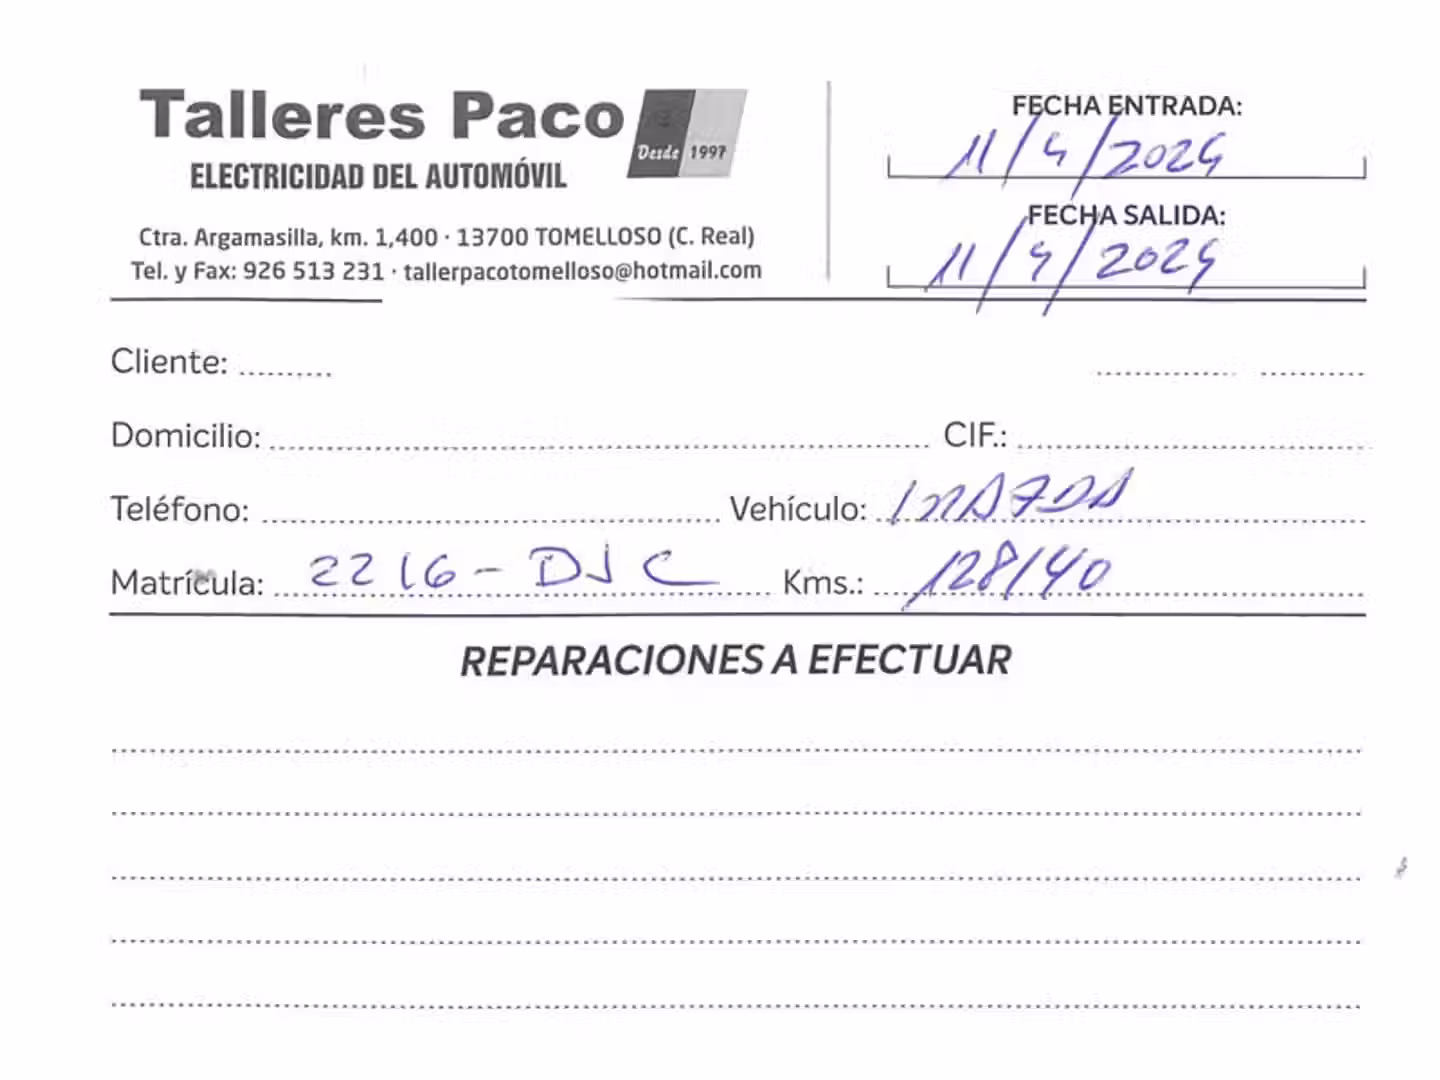 Talleres Paco
Desde 1997
ELECTRICIDAD DEL AUTOMÓVIL
Ctra. Argamasilla, km. 1,400 · 13700 TOMELLOSO (C. Real)
Tel. y Fax: 926 513 231 · tallerpacotomelloso@hotmail.com
FECHA ENTRADA:
11/4/2024
FECHA SALIDA:
11/4/2024
Cliente:
Domicilio: CIF.:
Teléfono: Vehículo:
Matrícula: 2216-DJC Kms.: 128140
REPARACIONES A EFECTUAR